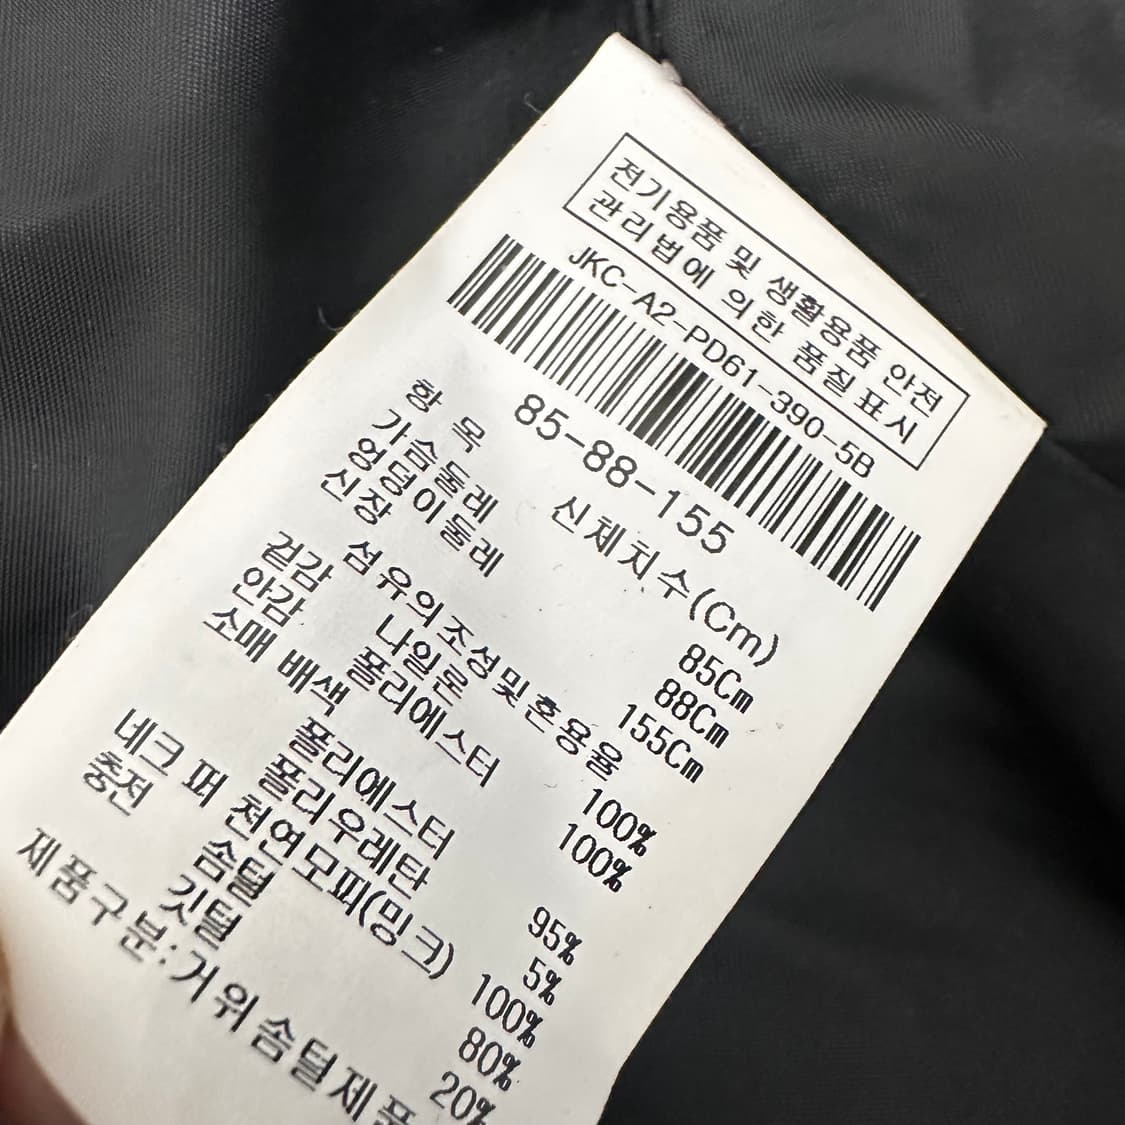 전기용품 및 생활용품 안전
관리법에 의한 품질표시
JKC-A2-PD61-390-5B
85-88-155
항 목 신체치수(Cm)
가슴둘레 85Cm
엉덩이둘레 88Cm
신장 155Cm
섬유의조성및혼용율
겉감 나일론 100%
안감 폴리에스터 100%
소매 배색
폴리에스터 95%
폴리우레탄 5%
네크 퍼 천연모피(밍크) 100%
충전 솜털 80%
깃털 20%
제품구분:거위솜털제품